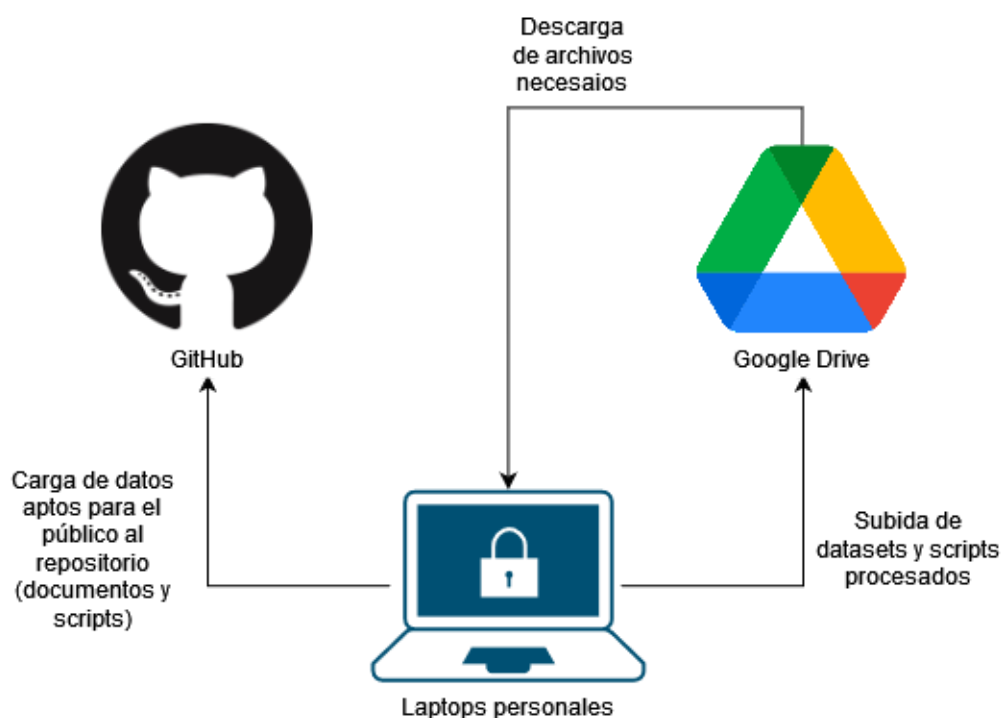 Descarga
de archivos
necesaios
GitHub
Google Drive
Carga de datos
aptos para el
público al
repositorio
(documentos y
scripts)
Subida de
datasets y scripts
procesados
Laptops personales